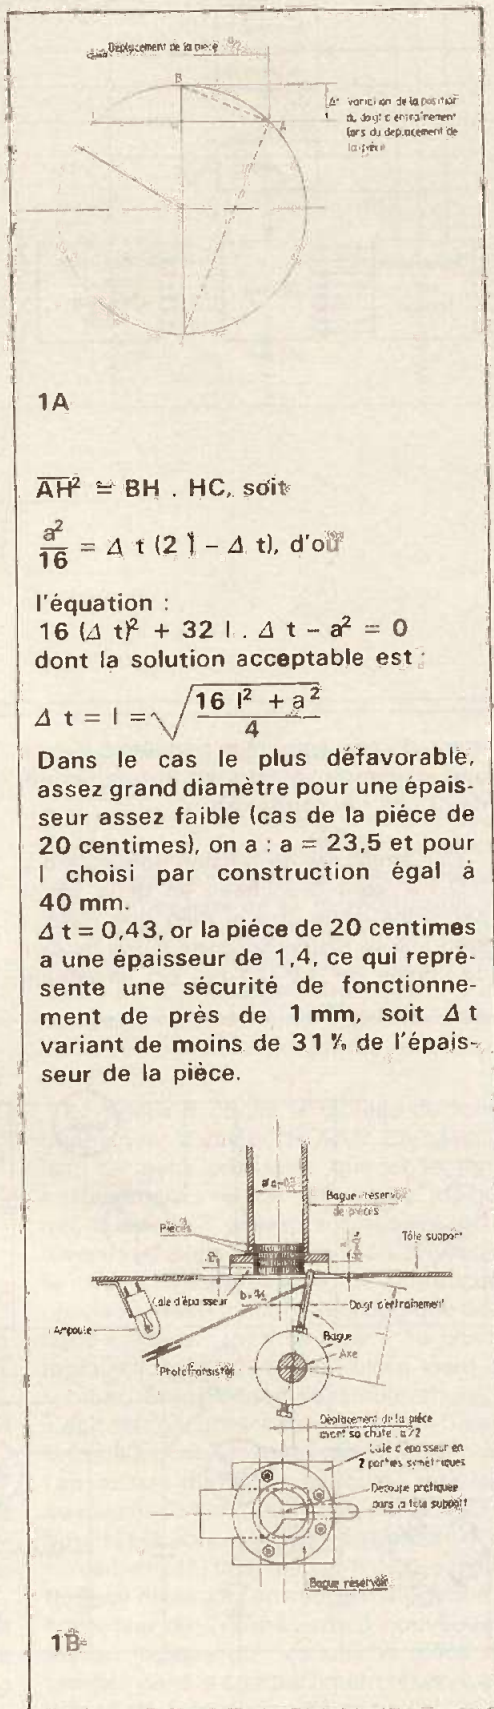 Déplacement de la pièce a/2
B
A
Δt variation de la position
du doigt d'entraînement
lors du déplacement de
la pièce
1A
AH² = BH . HC, soit
a²/16 = Δ t (2 l - Δ t), d'où
l'équation :
16 (Δ t)² + 32 l . Δ t - a² = 0
dont la solution acceptable est :
Δ t = l = √ 16 l² + a² / 4
Dans le cas le plus défavorable,
assez grand diamètre pour une épais-
seur assez faible (cas de la piéce de
20 centimes), on a : a = 23,5 et pour
l choisi par construction égal à
40 mm.
Δ t = 0,43, or la piéce de 20 centimes
a une épaisseur de 1,4, ce qui repré-
sente une sécurité de fonctionne-
ment de près de 1 mm, soit Δ t
variant de moins de 31 % de l'épais-
seur de la pièce.
Bague réservoir
de pièces
Pièces
Tôle support
Cale d'épaisseur
b=a/4
Doigt d'entraînement
Ampoule
Bague
Axe
Phototransistor
Déplacement de la pièce
avant sa chute : a/2
Cale d'épaisseur en
2 parties symétriques
Découpe pratiquée
dans la tôle support
Bague réservoir
1B